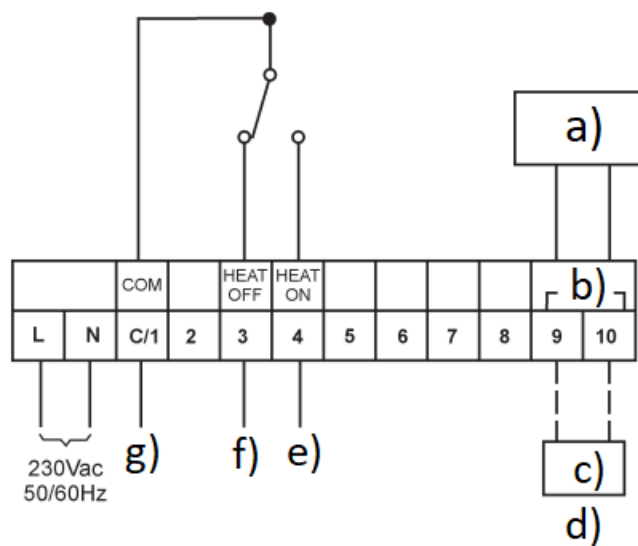 a)
COM HEAT OFF HEAT ON b)
L N C/1 2 3 4 5 6 7 8 9 10
g) f) e) c)
230Vac
50/60Hz
d)